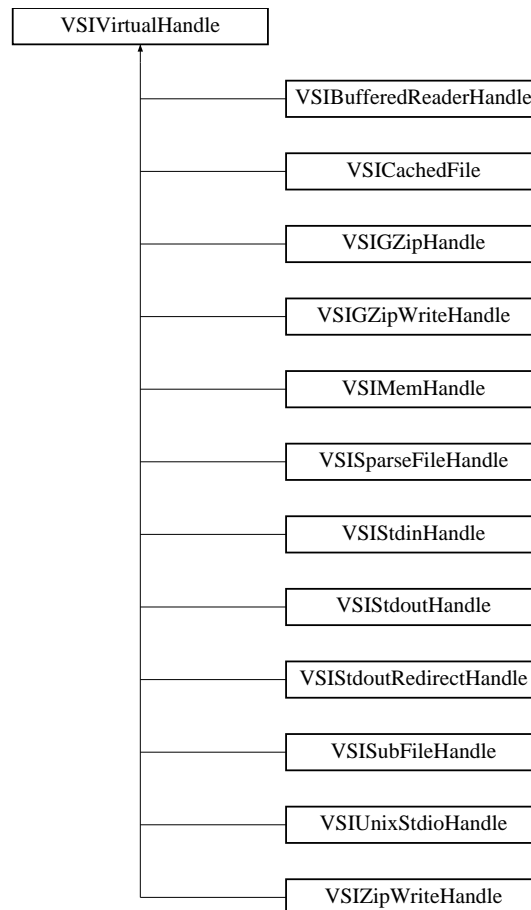 VSIVirtualHandle
VSIBufferedReaderHandle
VSICachedFile
VSIGZipHandle
VSIGZipWriteHandle
VSIMemHandle
VSISparseFileHandle
VSIStdinHandle
VSIStdoutHandle
VSIStdoutRedirectHandle
VSISubFileHandle
VSIUnixStdioHandle
VSIZipWriteHandle